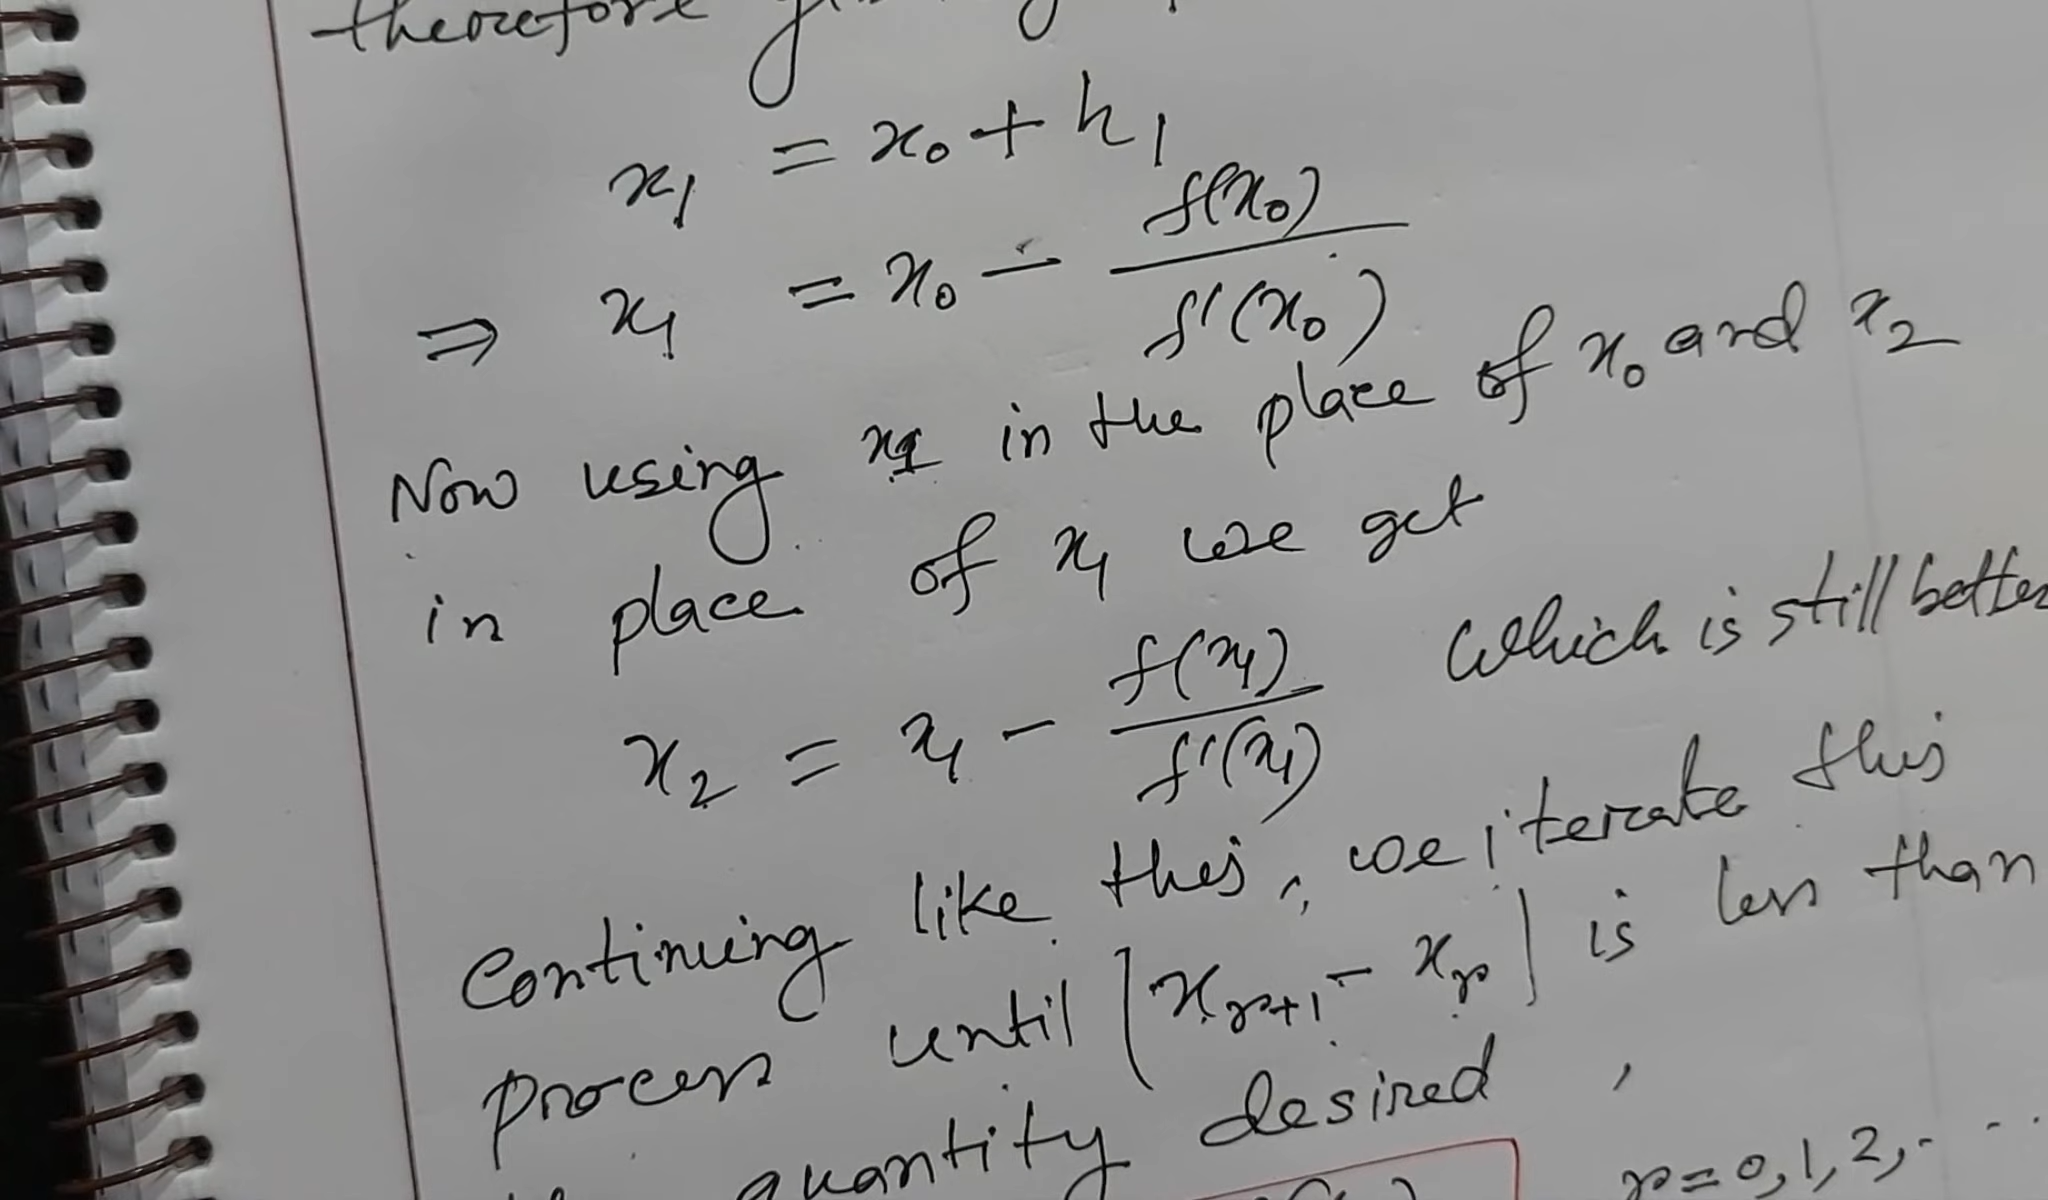 therefore
x₁ = x₀ + h₁
⇒ x₁ = x₀ - f(x₀) / f'(x₀)
Now using x₁ in the place of x₀ and x₂
in place of x₁ we get
x₂ = x₁ - f(x₁) / f'(x₁) which is still better
Continuing like this, we iterate this
process until |xᵣ₊₁ - xᵣ| is less than
quantity desired,
r = 0, 1, 2, ....